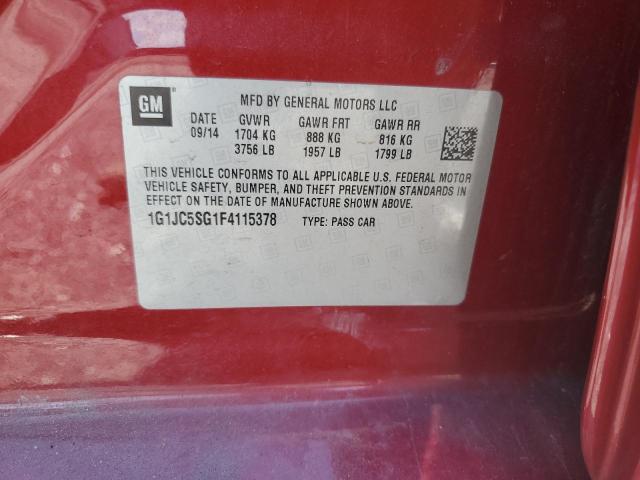 GM
MFD BY GENERAL MOTORS LLC
DATE GVWR GAWR FRT GAWR RR
09/14 1704 KG 888 KG 816 KG
3756 LB 1957 LB 1799 LB
THIS VEHICLE CONFORMS TO ALL APPLICABLE U.S. FEDERAL MOTOR
VEHICLE SAFETY, BUMPER, AND THEFT PREVENTION STANDARDS IN
EFFECT ON THE DATE OF MANUFACTURE SHOWN ABOVE.
1G1JC5SG1F4115378 TYPE: PASS CAR